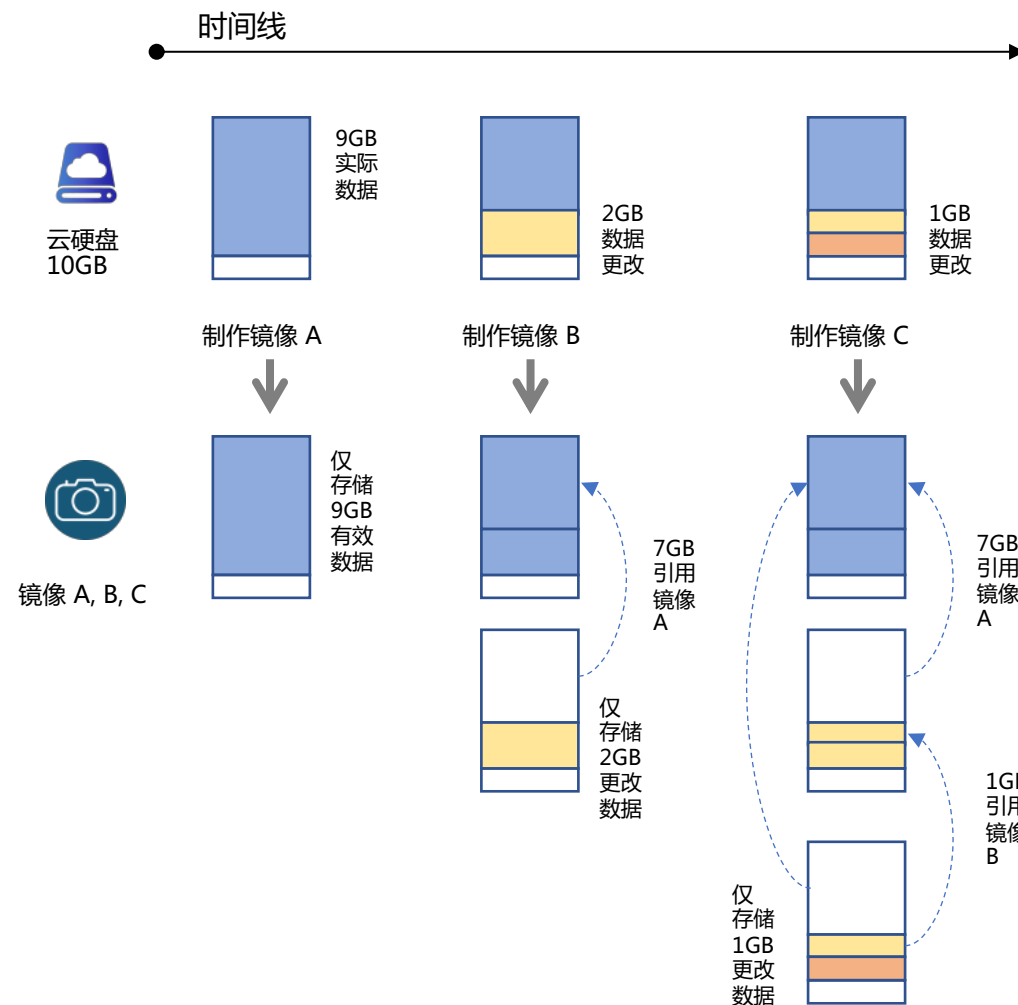 时间线
云硬盘
10GB
9GB
实际
数据
2GB
数据
更改
1GB
数据
更改
制作镜像 A
制作镜像 B
制作镜像 C
镜像 A, B, C
仅
存储
9GB
有效
数据
7GB
引用
镜像
A
仅
存储
2GB
更改
数据
7GB
引用
镜像
A
1GB
引用
镜像
B
仅
存储
1GB
更改
数据